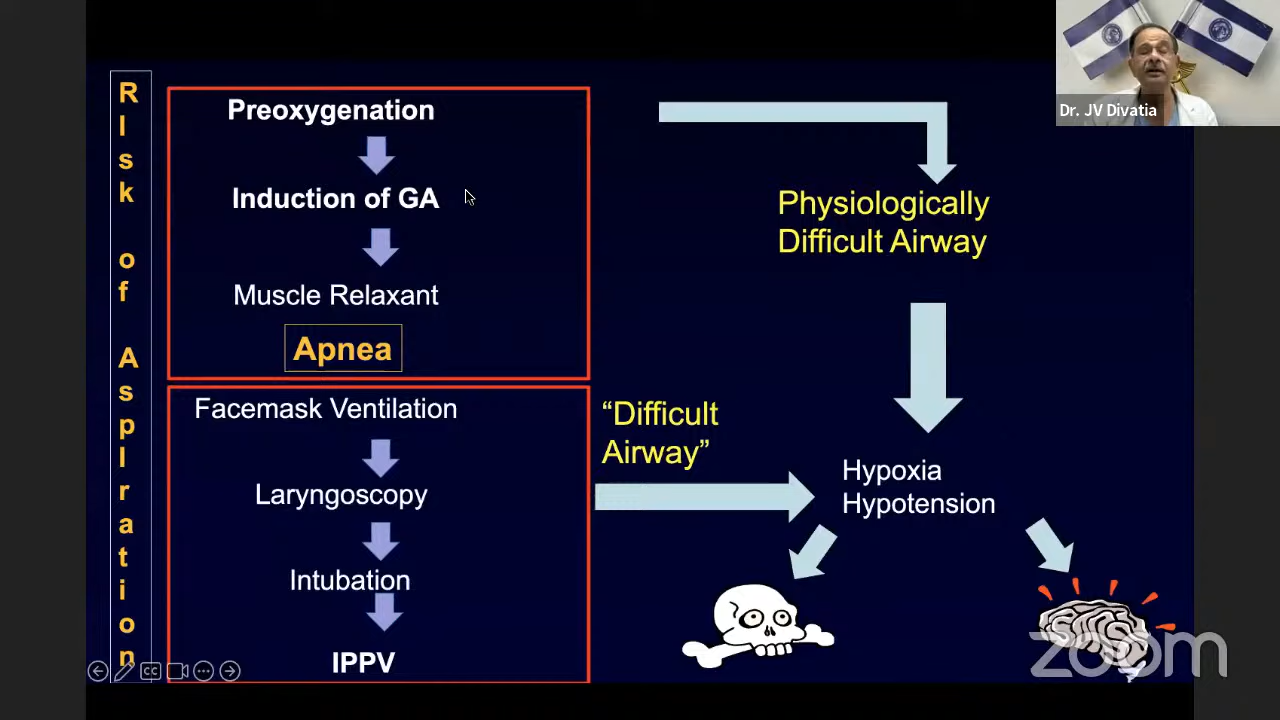 RIsk of AspIration
Preoxygenation
Induction of GA
Muscle Relaxant
Apnea
Facemask Ventilation
Laryngoscopy
Intubation
IPPV
“Difficult
Airway”
Physiologically
Difficult Airway
Hypoxia
Hypotension
Dr. JV Divatia
CC
zoom